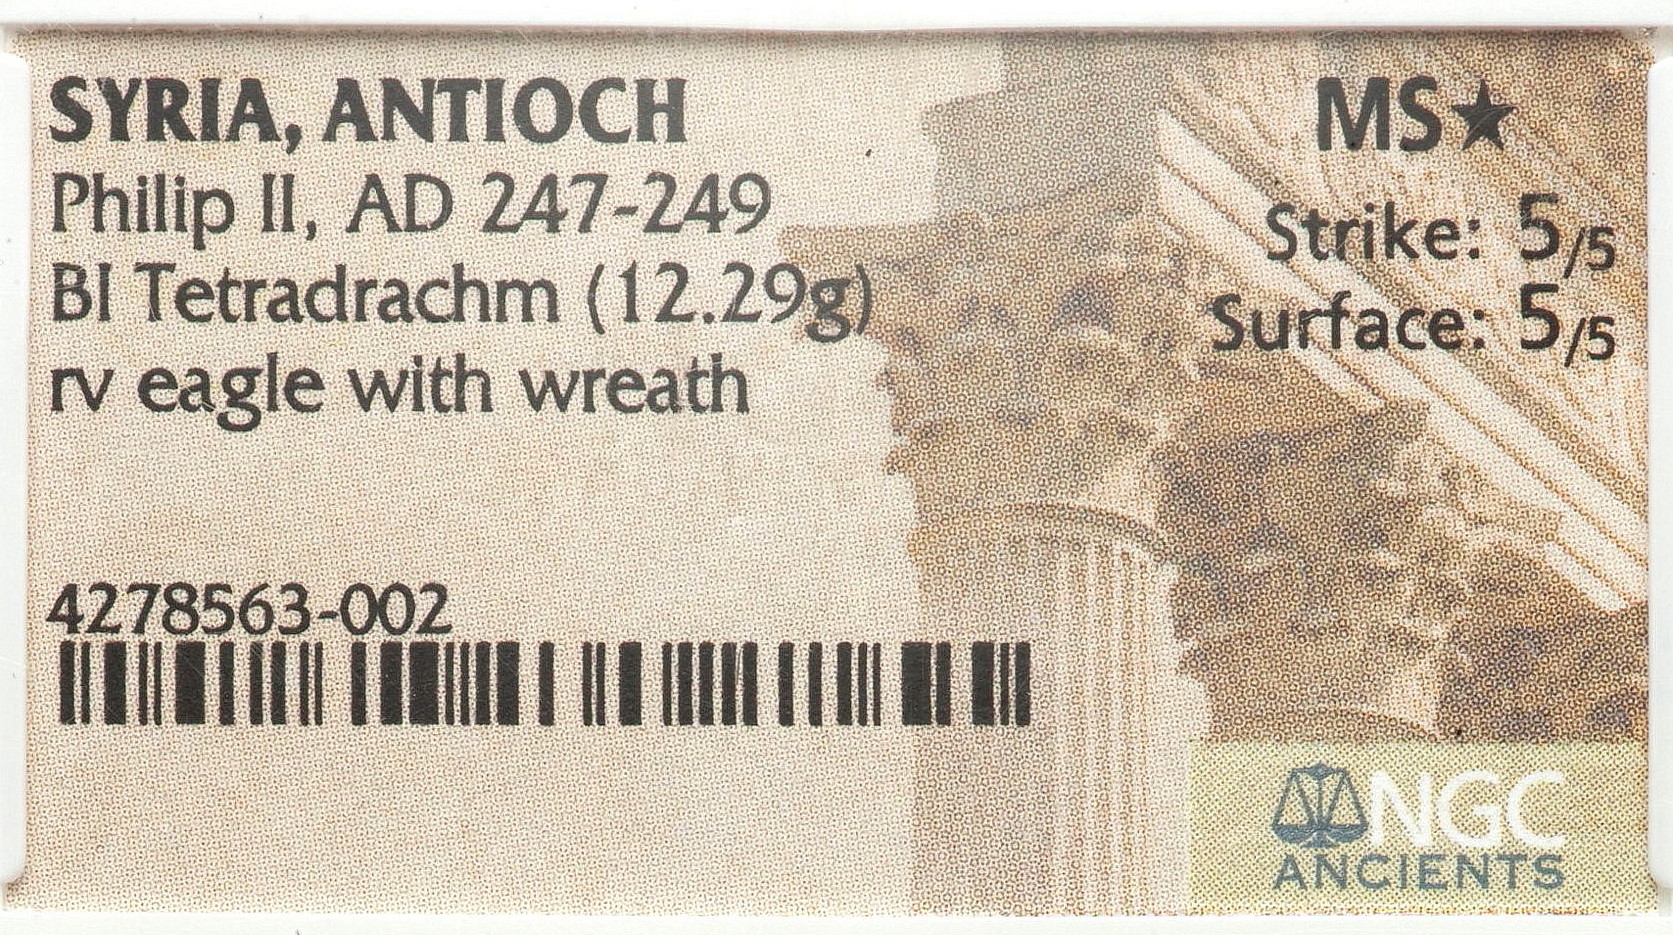 SYRIA, ANTIOCH
Philip II, AD 247-249
BI Tetradrachm (12.29g)
rv eagle with wreath
4278563-002
MS★
Strike: 5/5
Surface: 5/5
NGC
ANCIENTS